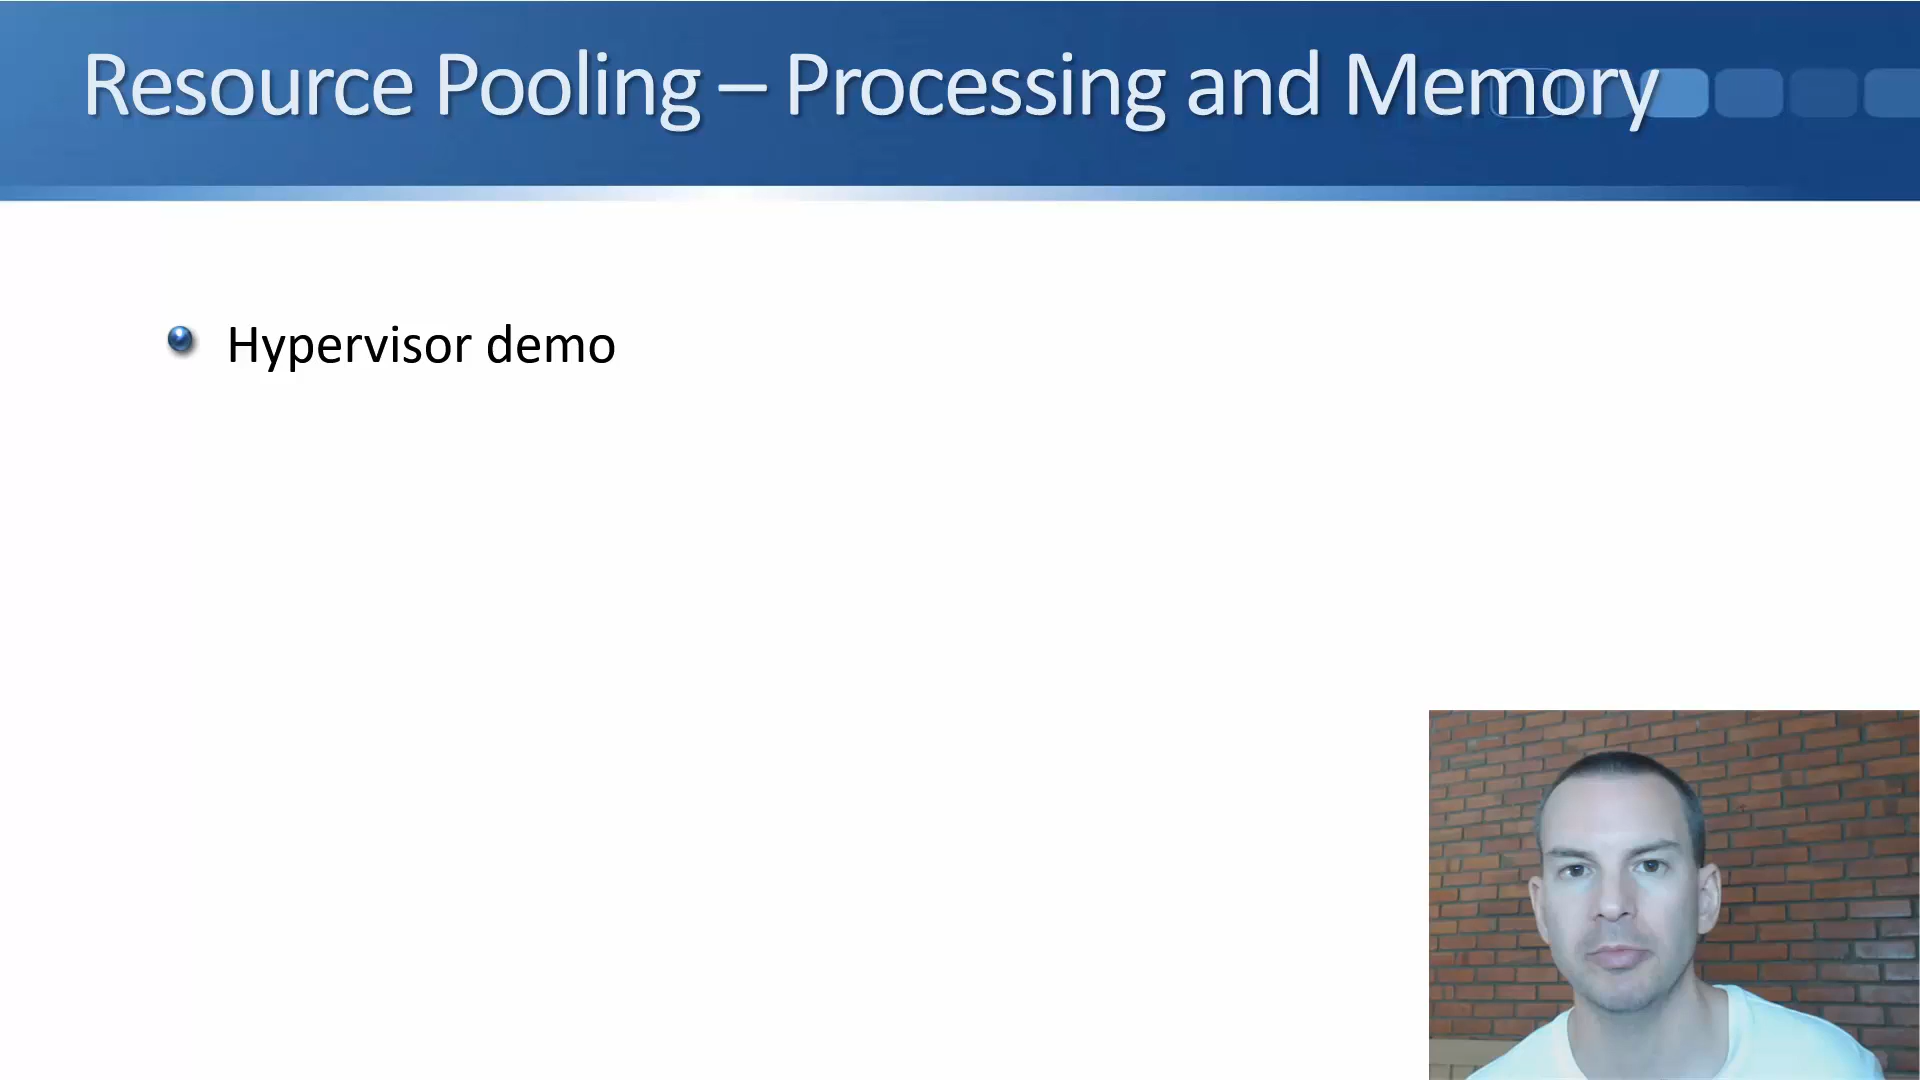 Resource Pooling – Processing and Memory
Hypervisor demo